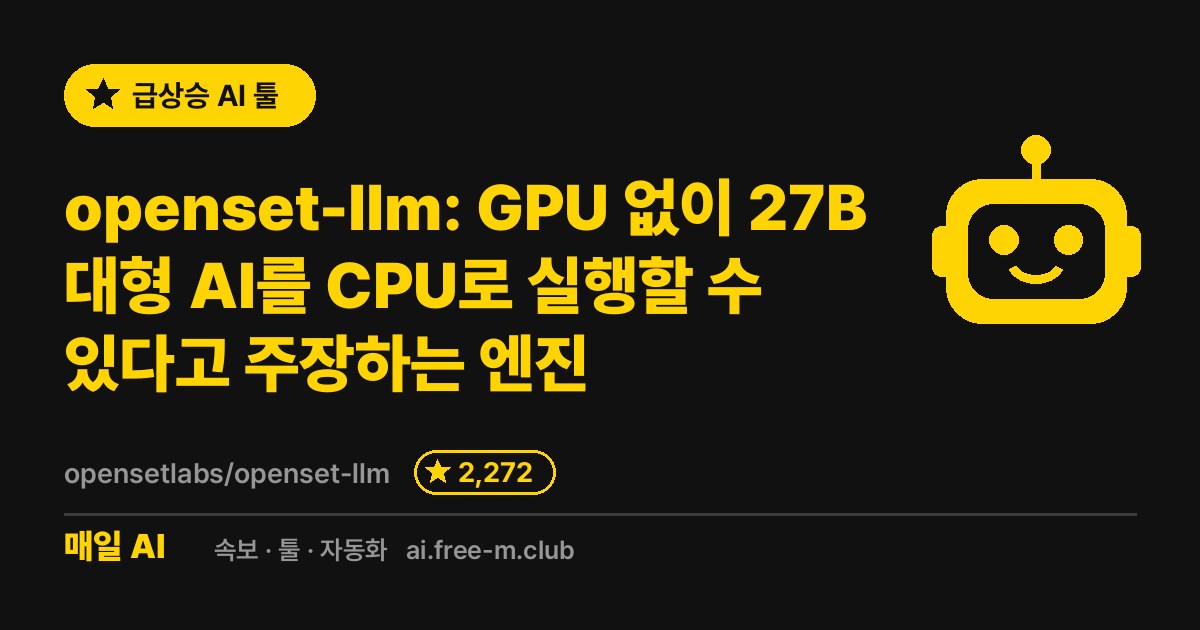 ★ 급상승 AI 툴
openset-llm: GPU 없이 27B
대형 AI를 CPU로 실행할 수
있다고 주장하는 엔진
opensetlabs/openset-llm ★ 2,272
매일 AI 속보 · 툴 · 자동화 ai.free-m.club